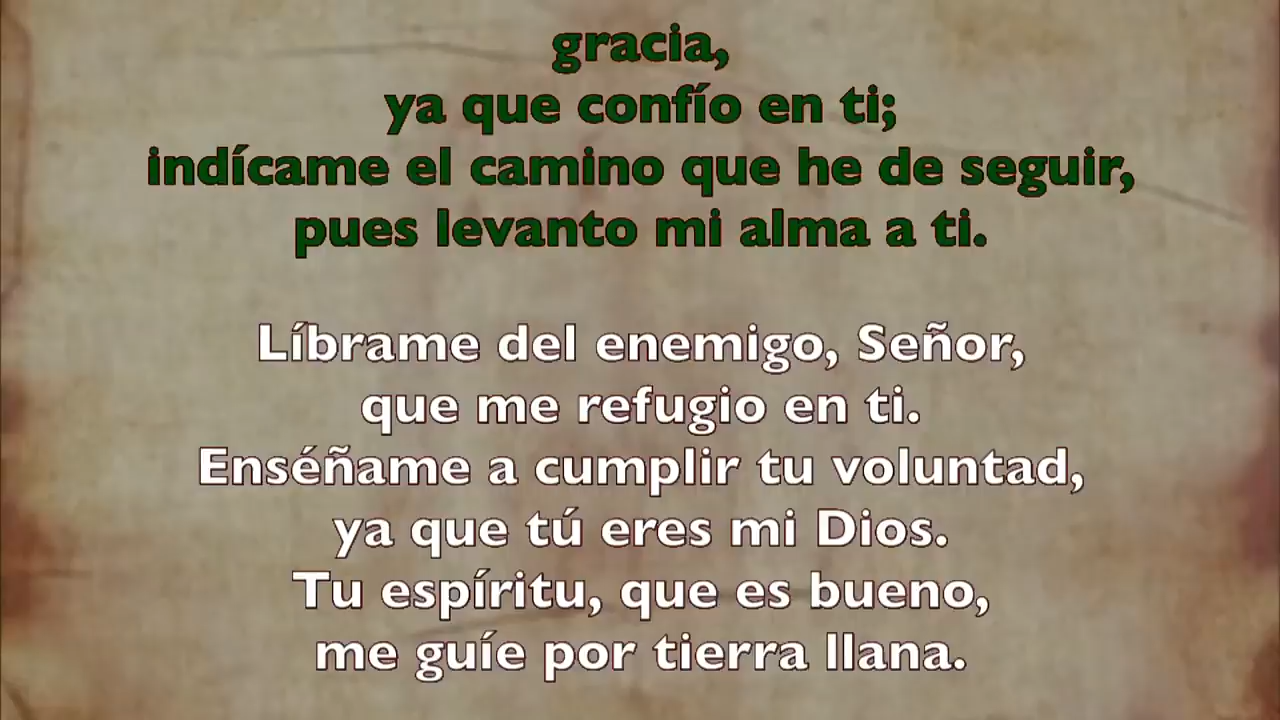 gracia,
ya que confío en ti;
indícame el camino que he de seguir,
pues levanto mi alma a ti.
Líbrame del enemigo, Señor,
que me refugio en ti.
Enséñame a cumplir tu voluntad,
ya que tú eres mi Dios.
Tu espíritu, que es bueno,
me guíe por tierra llana.